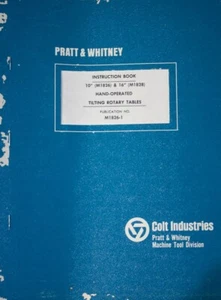 PRATT & WHITNEY
INSTRUCTION BOOK
10" (M1826) & 16" (M1828)
HAND-OPERATED
TILTING ROTARY TABLES
PUBLICATION NO.
M1826-1
Colt Industries
Pratt & Whitney
Machine Tool Division